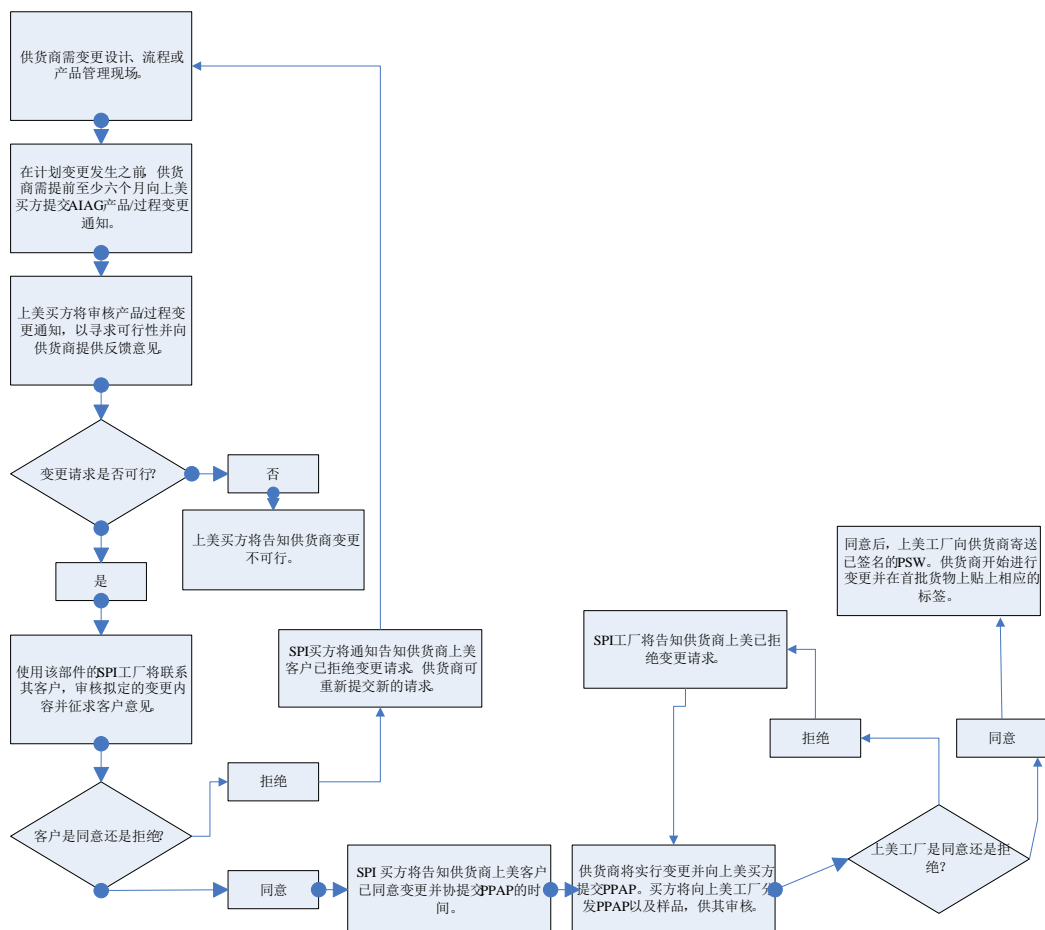 供货商需变更设计、流程或
产品管理现场。
在计划变更发生之前，供货
商需提前至少六个月向上美
买方提交AIAG产品/过程变更
通知。
上美买方将审核产品/过程变
更通知，以寻求可行性并向
供货商提供反馈意见。
变更请求是否可行?
否
上美买方将告知供货商变更
不可行。
是
使用该部件的SPI工厂将联系
其客户，审核拟定的变更内
容并征求客户意见。
SPI买方将通知告知供货商上美
客户已拒绝变更请求。供货商可
重新提交新的请求。
拒绝
客户是同意还是拒绝?
同意
SPI 买方将告知供货商上美客户
已同意变更并协提交PPAP的时
间。
供货商将实行变更并向上美买方
提交PPAP。买方将向上美工厂分
发PPAP以及样品，供其审核。
上美工厂是同意还是拒
绝？
拒绝
SPI工厂将告知供货商上美已拒
绝变更请求。
同意
同意后，上美工厂向供货商寄送
已签名的PSW。供货商开始进行
变更并在首批货物上贴上相应的
标签。